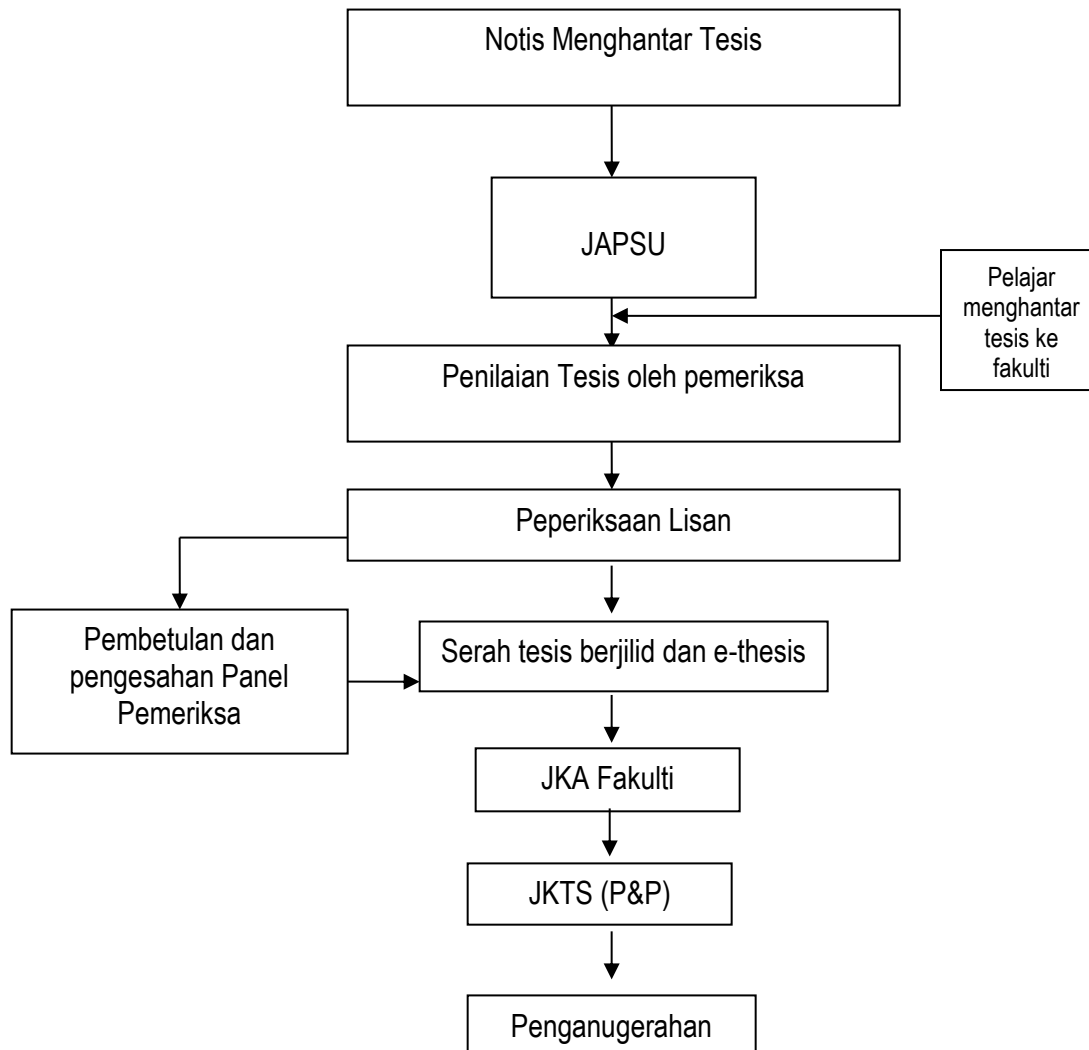 Notis Menghantar Tesis
JAPSU
Pelajar
menghantar
tesis ke
fakulti
Penilaian Tesis oleh pemeriksa
Peperiksaan Lisan
Pembetulan dan
pengesahan Panel
Pemeriksa
Serah tesis berjilid dan e-thesis
JKA Fakulti
JKTS (P&P)
Penganugerahan